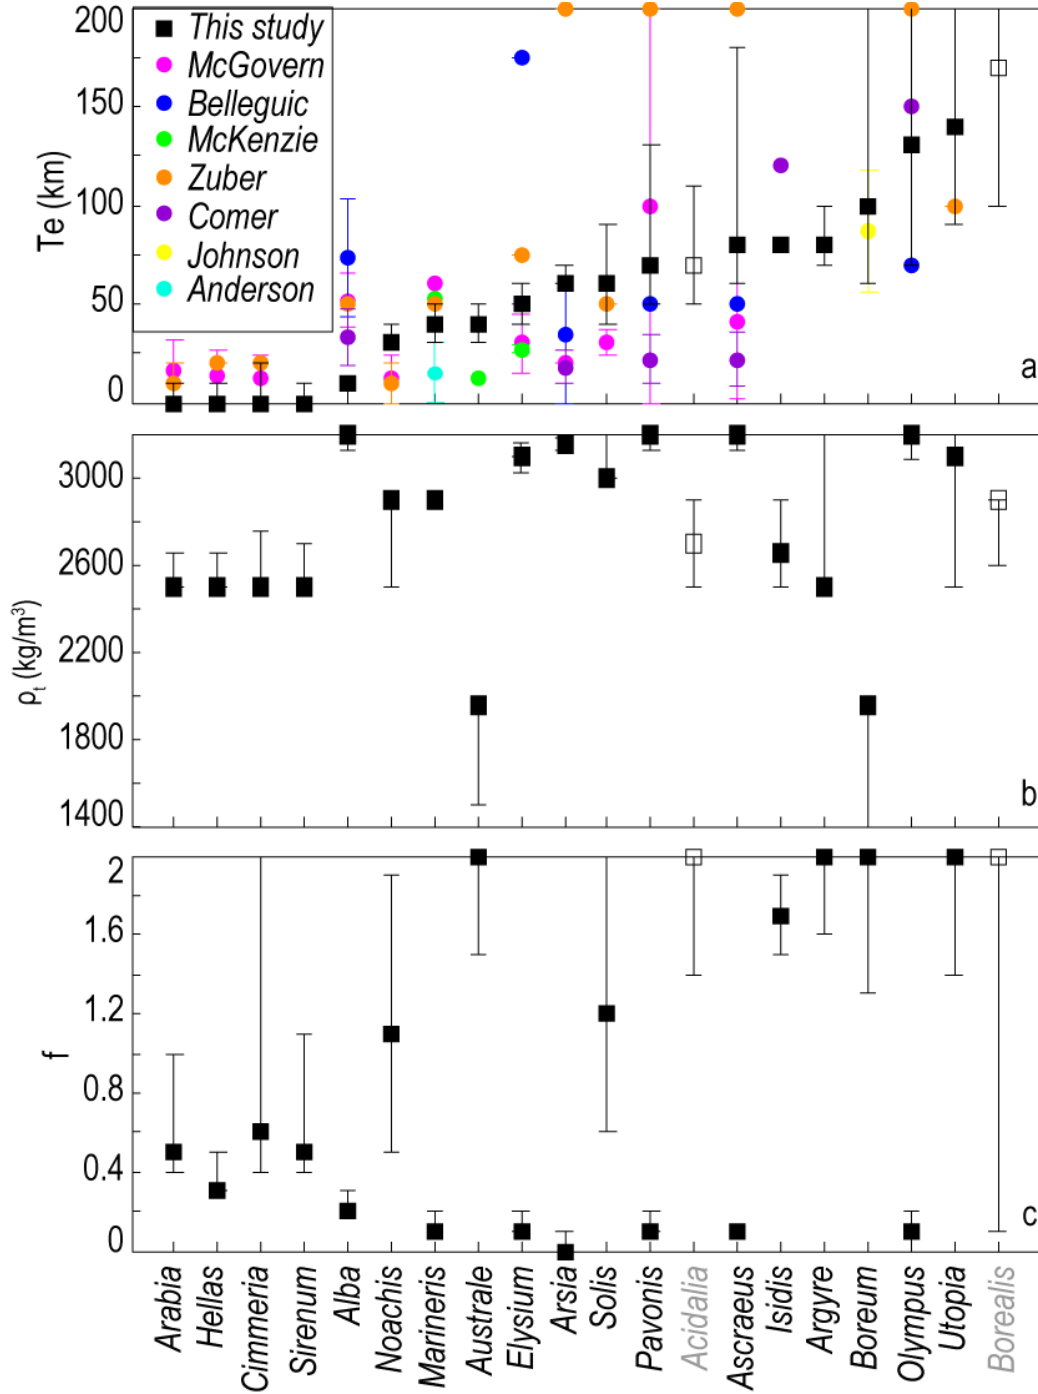 200
150
100
50
0
Te (km)
This study
McGovern
Belleguic
McKenzie
Zuber
Comer
Johnson
Anderson
a
3000
2600
2200
1800
1400
ρt (kg/m³)
b
2
1.6
1.2
0.8
0.4
0
f
c
Arabia
Hellas
Cimmeria
Sirenum
Alba
Noachis
Marineris
Australe
Elysium
Arsia
Solis
Pavonis
Acidalia
Ascraeus
Isidis
Argyre
Boreum
Olympus
Utopia
Borealis